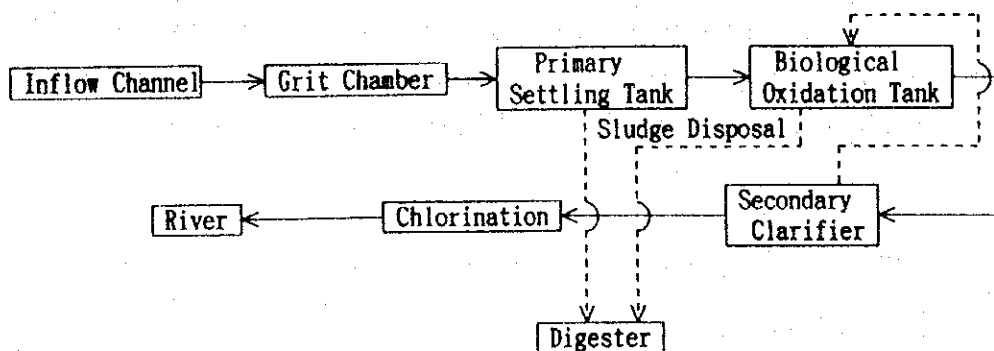 Inflow Channel
Grit Chamber
Primary
Settling Tank
Biological
Oxidation Tank
Sludge Disposal
River
Chlorination
Secondary
Clarifier
Digester